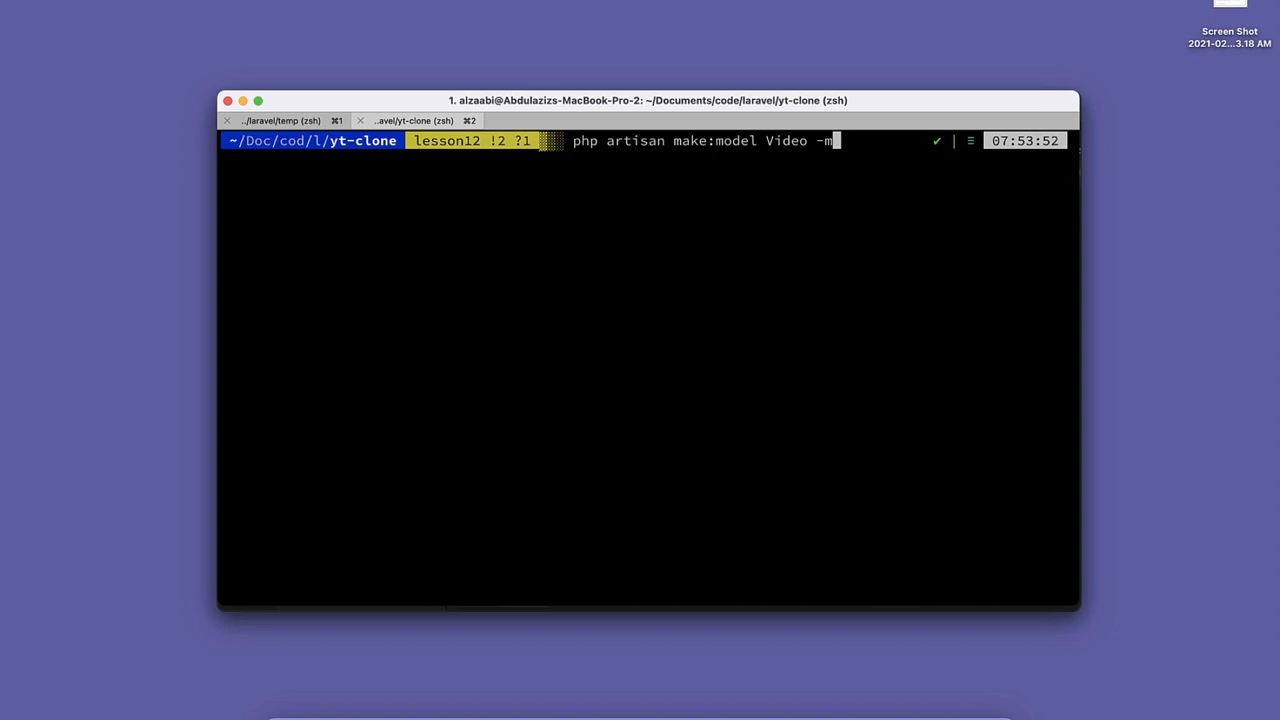 Screen Shot
2021-02...3.18 AM
1. alzaabi@Abdulazizs-MacBook-Pro-2: ~/Documents/code/laravel/yt-clone (zsh)
../laravel/temp (zsh) ⌘1 ..avel/yt-clone (zsh) ⌘2
~/Doc/cod/l/yt-clone lesson12 !2 ?1 php artisan make:model Video -m ✔ | ≡ 07:53:52